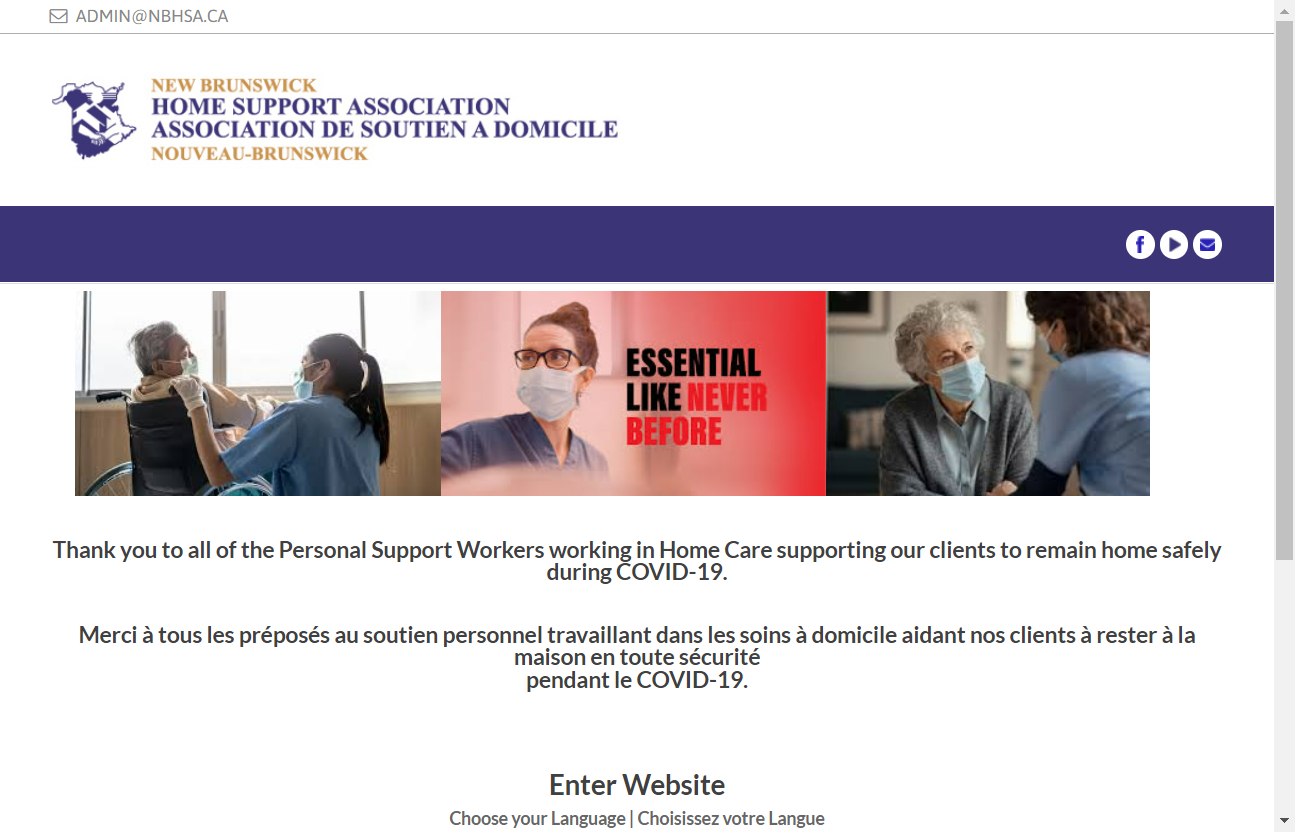 ADMIN@NBHSA.CA
NEW BRUNSWICK
HOME SUPPORT ASSOCIATION
ASSOCIATION DE SOUTIEN A DOMICILE
NOUVEAU-BRUNSWICK
ESSENTIAL
LIKE NEVER
BEFORE
Thank you to all of the Personal Support Workers working in Home Care supporting our clients to remain home safely
during COVID-19.
Merci à tous les préposés au soutien personnel travaillant dans les soins à domicile aidant nos clients à rester à la
maison en toute sécurité
pendant le COVID-19.
Enter Website
Choose your Language | Choisissez votre Langue